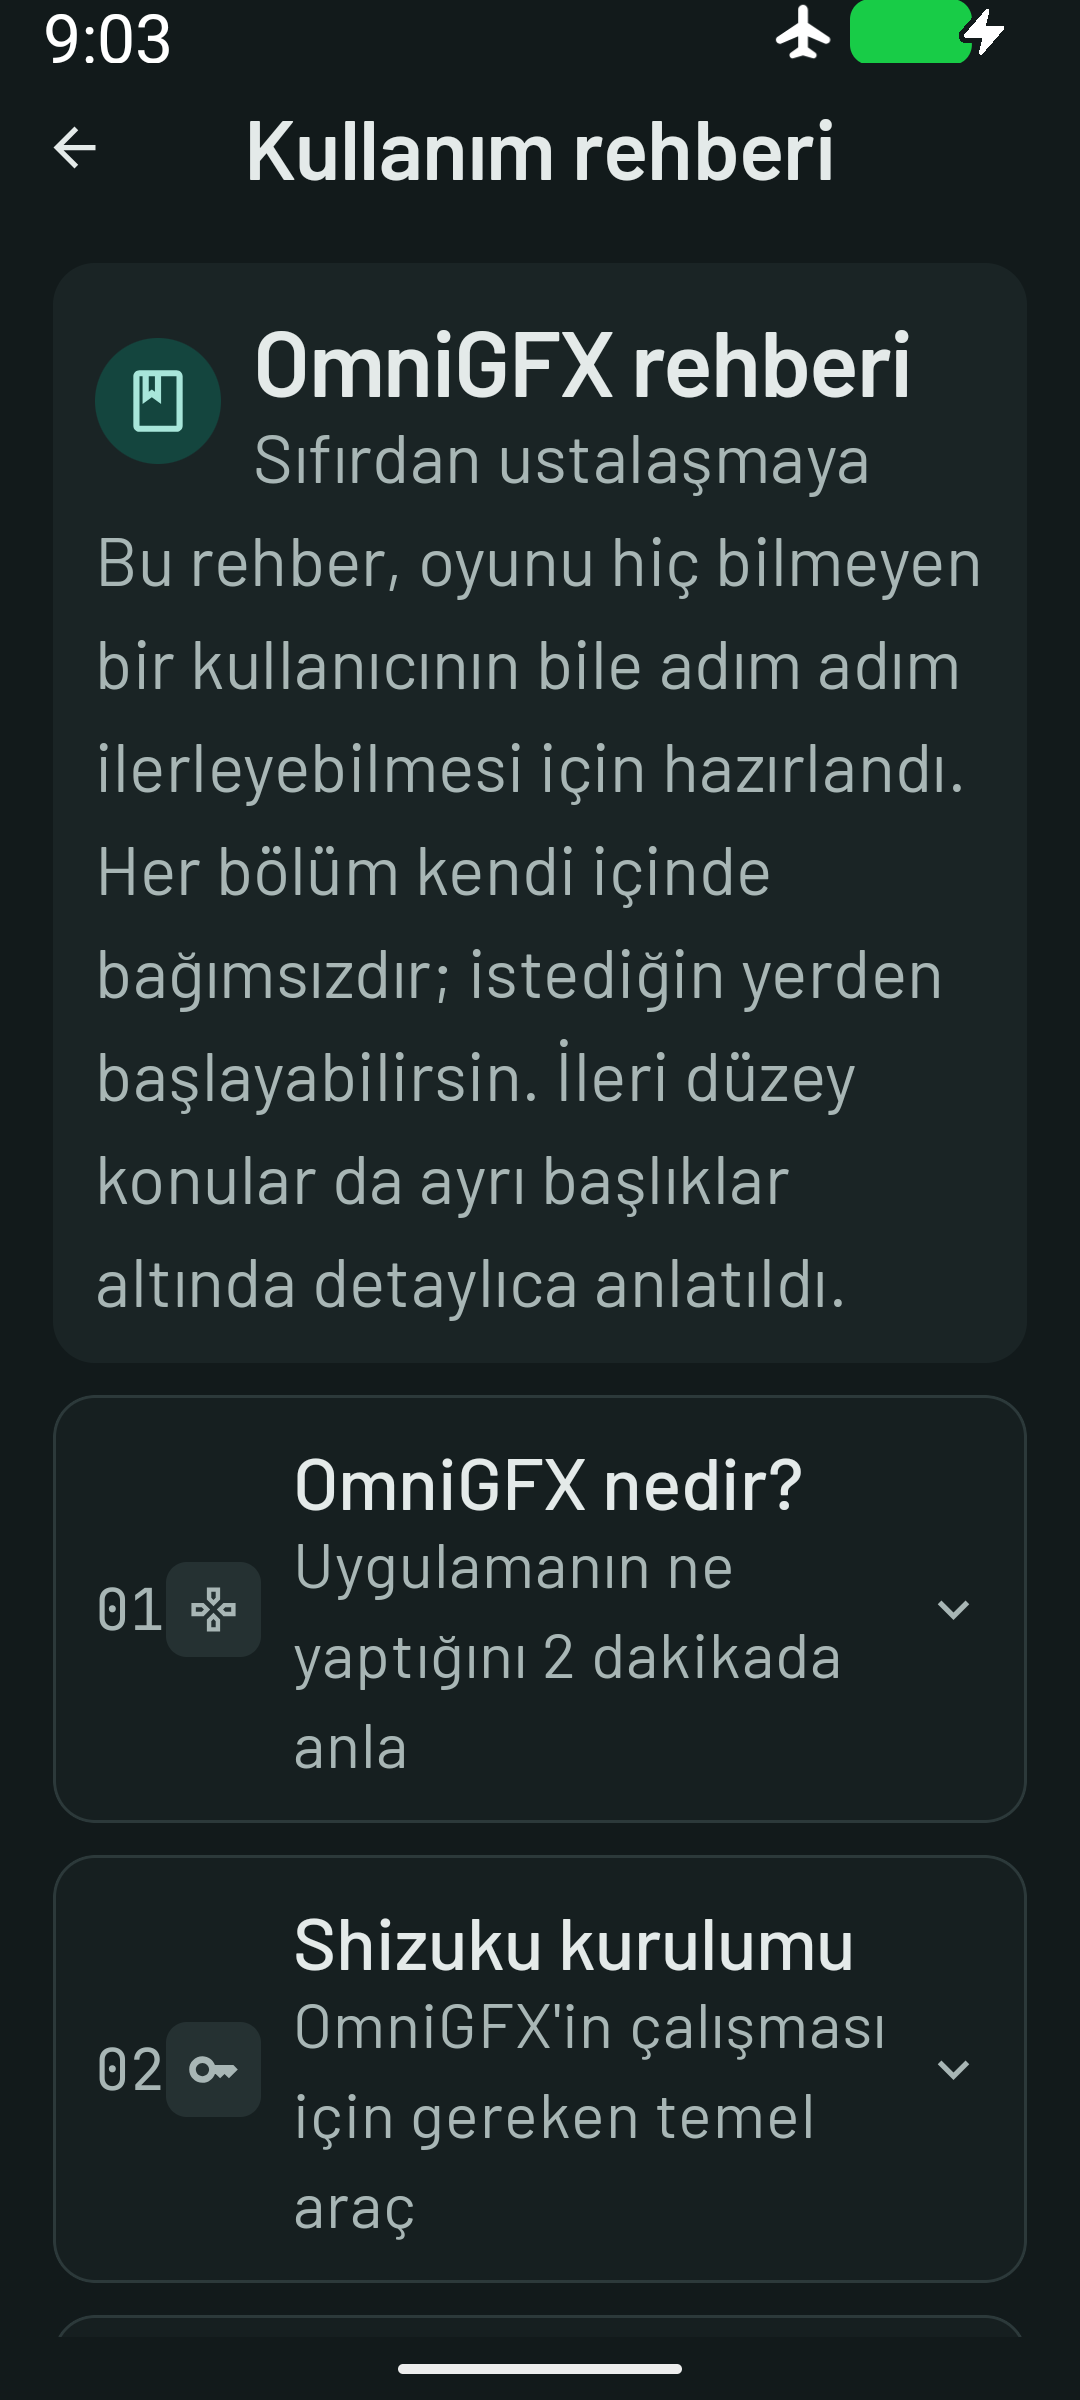 9:03
Kullanım rehberi
OmniGFX rehberi
Sıfırdan ustalaşmaya
Bu rehber, oyunu hiç bilmeyen
bir kullanıcının bile adım adım
ilerleyebilmesi için hazırlandı.
Her bölüm kendi içinde
bağımsızdır; istediğin yerden
başlayabilirsin. İleri düzey
konular da ayrı başlıklar
altında detaylıca anlatıldı.
01
OmniGFX nedir?
Uygulamanın ne
yaptığını 2 dakikada
anla
02
Shizuku kurulumu
OmniGFX'in çalışması
için gereken temel
araç